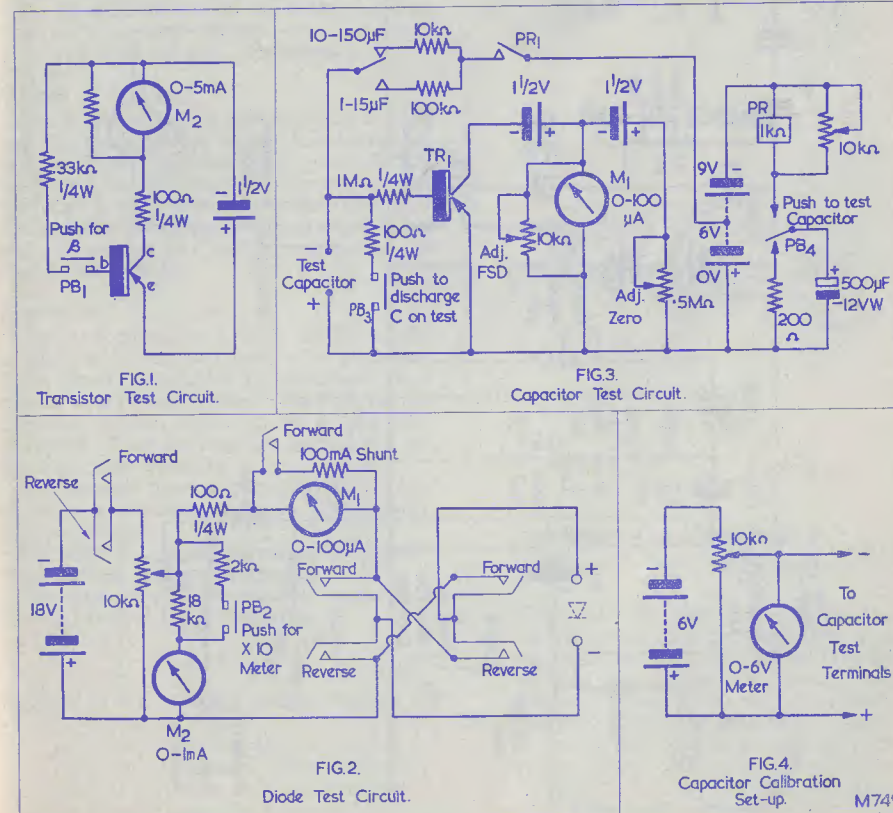 0-5mA
M2
33kΩ
1/4W
100Ω
1/4W
-
1 1/2V
+
Push for
β
PB1
b
c
e
FIG.1.
Transistor Test Circuit.
10-150µF
10kΩ
PR1
1-15µF
100kΩ
1 1/2V
1 1/2V
- +
- +
TR1
1MΩ
1/4W
100Ω
1/4W
M1
0-100
µA
Adj.
FSD
10kΩ
-
Test
Capacitor
+
Push to
discharge
C on test
PB3
Adj.
Zero
.5MΩ
9V
-
6V
0V
+
PR
1kΩ
10kΩ
Push to test
Capacitor
PB4
200
Ω
+
500µF
-12VW
FIG.3.
Capacitor Test Circuit.
Forward
Reverse
Forward
100mA Shunt
100Ω
1/4W
M1
0-100µA
-
18V
+
10kΩ
2kΩ
18
kΩ
PB2
Push for
X 10
Meter
M2
0-1mA
Forward
Forward
Reverse
Reverse
+
-
FIG.2.
Diode Test Circuit.
10kΩ
-
-
6V
+
0-6V
Meter
To
Capacitor
Test
Terminals
+
FIG.4.
Capacitor Calibration
Set-up.
M749